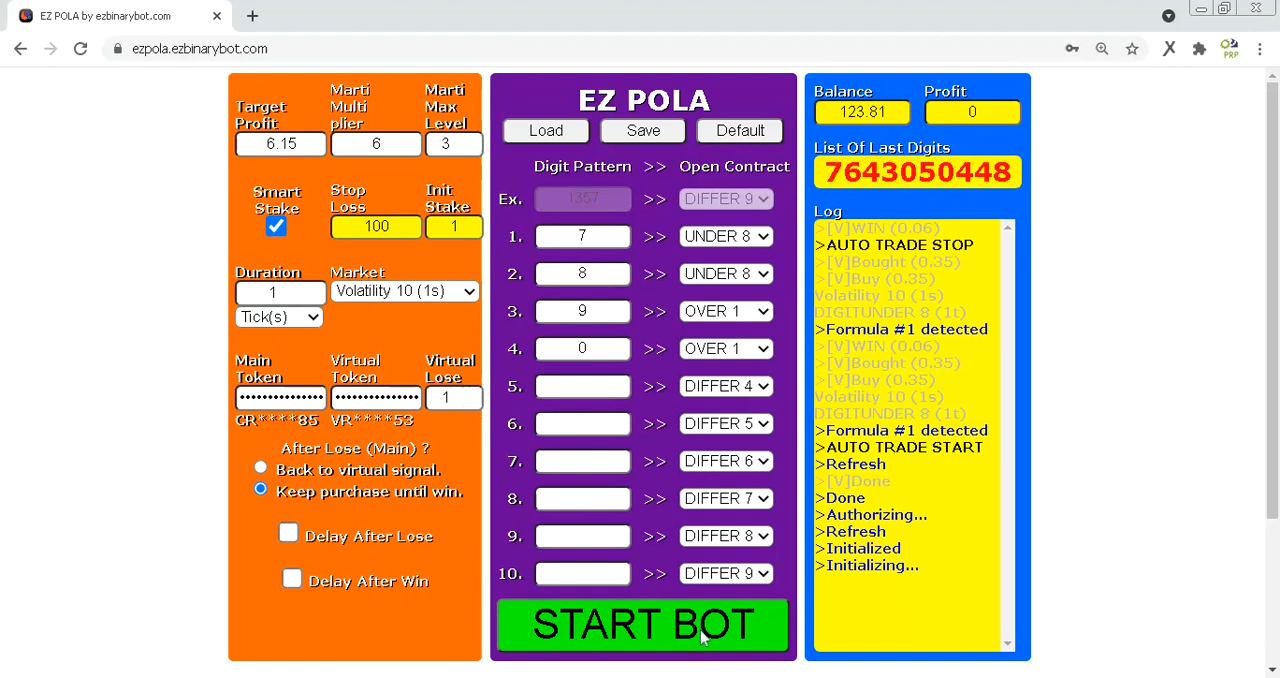 EZ POLA by ezbinarybot.com
ezpola.ezbinarybot.com
PRP
Target Profit
Marti Multi plier
Marti Max Level
6.15
6
3
Smart Stake
Stop Loss
Init Stake
100
1
Duration
Market
1
Volatility 10 (1s)
Tick(s)
Main Token
Virtual Token
Virtual Lose
••••••••••••••• 
•••••••••••••••
1
CR****85
VR****53
After Lose (Main) ?
Back to virtual signal.
Keep purchase until win.
Delay After Lose
Delay After Win
EZ POLA
Load
Save
Default
Digit Pattern >> Open Contract
Ex. 1357 >> DIFFER 9
1. 7 >> UNDER 8
2. 8 >> UNDER 8
3. 9 >> OVER 1
4. 0 >> OVER 1
5. >> DIFFER 4
6. >> DIFFER 5
7. >> DIFFER 6
8. >> DIFFER 7
9. >> DIFFER 8
10. >> DIFFER 9
START BOT
Balance
Profit
123.81
0
List Of Last Digits
7643050448
Log
>[V]WIN (0.06)
>AUTO TRADE STOP
>[V]Bought (0.35)
>[V]Buy (0.35)
Volatility 10 (1s)
DIGITUNDER 8 (1t)
>Formula #1 detected
>[V]WIN (0.06)
>[V]Bought (0.35)
>[V]Buy (0.35)
Volatility 10 (1s)
DIGITUNDER 8 (1t)
>Formula #1 detected
>AUTO TRADE START
>Refresh
>[V]Done
>Done
>Authorizing...
>Refresh
>Initialized
>Initializing...